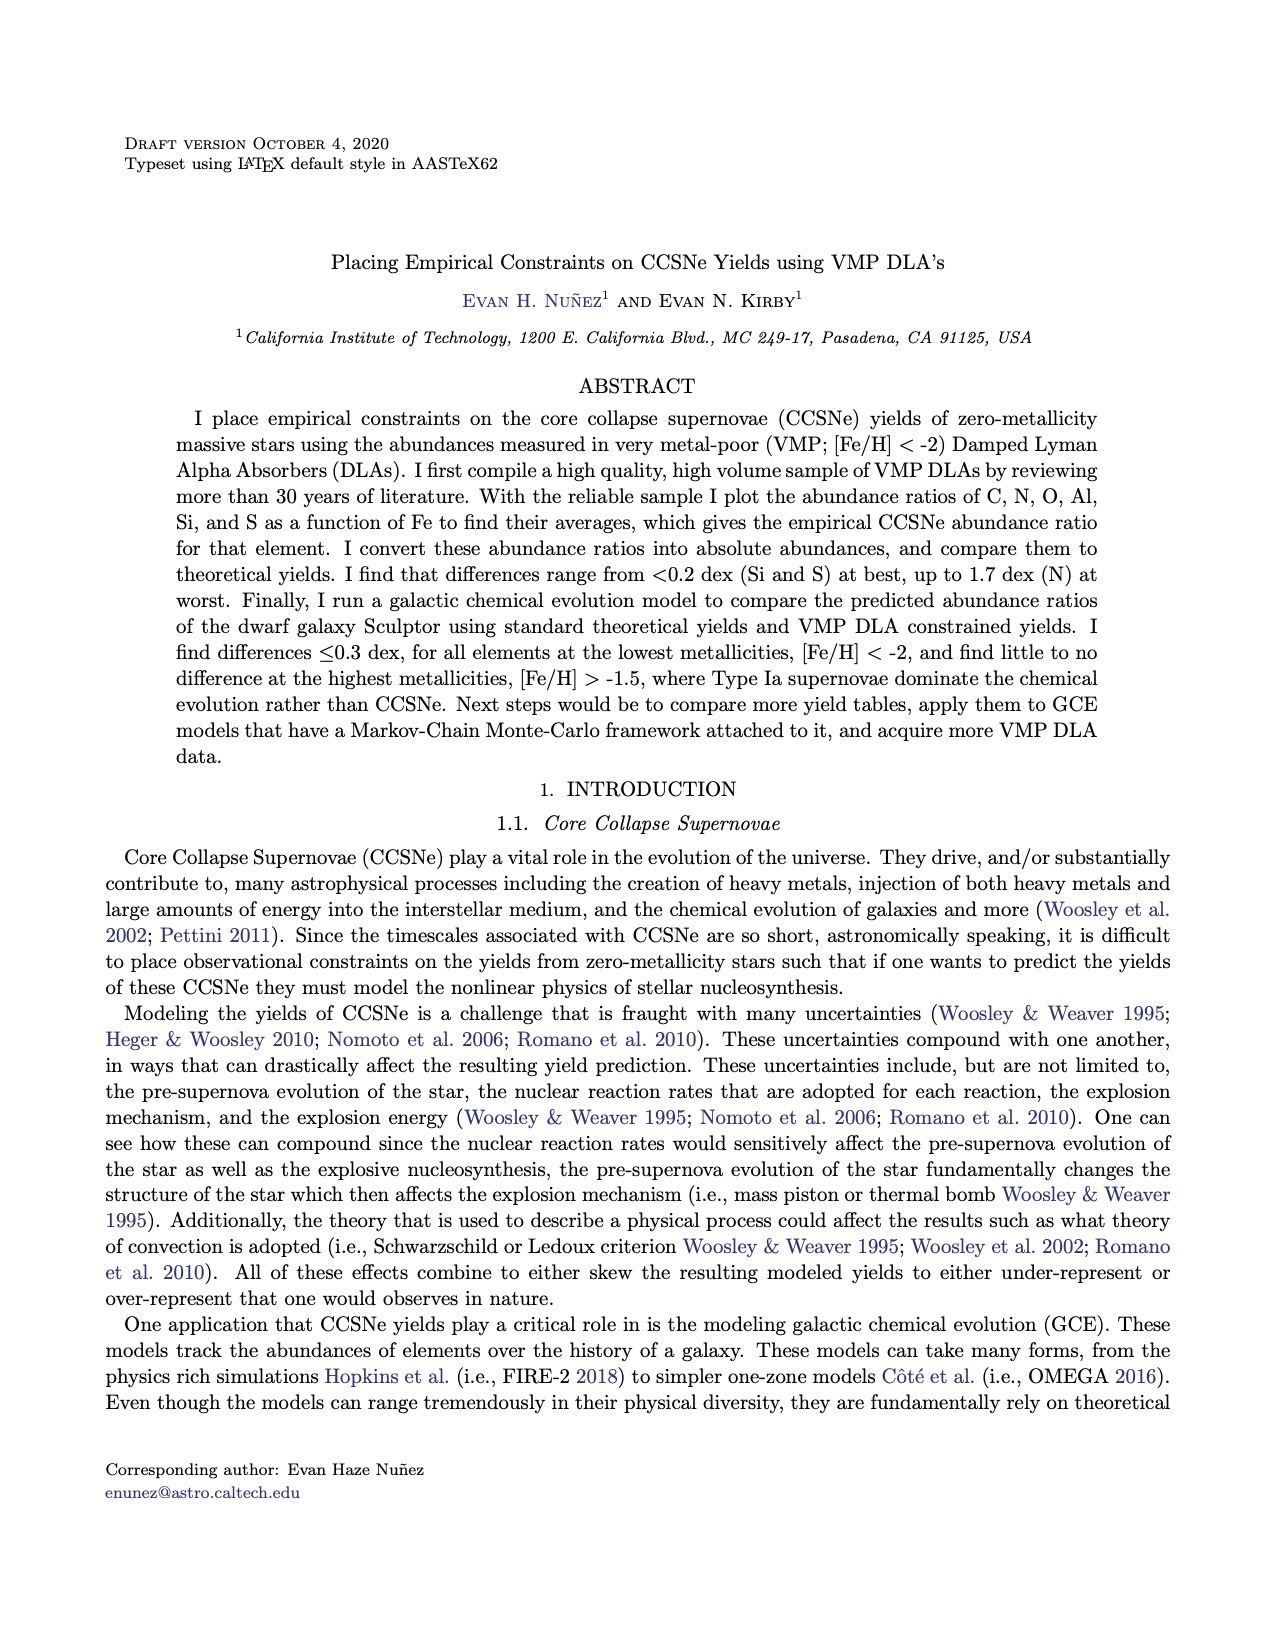 DRAFT VERSION OCTOBER 4, 2020
Typeset using LATEX default style in AASTeX62
Placing Empirical Constraints on CCSNe Yields using VMP DLA's
EVAN H. NUÑEZ1 AND EVAN N. KIRBY1
1California Institute of Technology, 1200 E. California Blvd., MC 249-17, Pasadena, CA 91125, USA
ABSTRACT
I place empirical constraints on the core collapse supernovae (CCSNe) yields of zero-metallicity
massive stars using the abundances measured in very metal-poor (VMP; [Fe/H] < -2) Damped Lyman
Alpha Absorbers (DLAs). I first compile a high quality, high volume sample of VMP DLAs by reviewing
more than 30 years of literature. With the reliable sample I plot the abundance ratios of C, N, O, Al,
Si, and S as a function of Fe to find their averages, which gives the empirical CCSNe abundance ratio
for that element. I convert these abundance ratios into absolute abundances, and compare them to
theoretical yields. I find that differences range from <0.2 dex (Si and S) at best, up to 1.7 dex (N) at
worst. Finally, I run a galactic chemical evolution model to compare the predicted abundance ratios
of the dwarf galaxy Sculptor using standard theoretical yields and VMP DLA constrained yields. I
find differences ≤0.3 dex, for all elements at the lowest metallicities, [Fe/H] < -2, and find little to no
difference at the highest metallicities, [Fe/H] > -1.5, where Type Ia supernovae dominate the chemical
evolution rather than CCSNe. Next steps would be to compare more yield tables, apply them to GCE
models that have a Markov-Chain Monte-Carlo framework attached to it, and acquire more VMP DLA
data.
1. INTRODUCTION
1.1. Core Collapse Supernovae
Core Collapse Supernovae (CCSNe) play a vital role in the evolution of the universe. They drive, and/or substantially
contribute to, many astrophysical processes including the creation of heavy metals, injection of both heavy metals and
large amounts of energy into the interstellar medium, and the chemical evolution of galaxies and more (Woosley et al.
2002; Pettini 2011). Since the timescales associated with CCSNe are so short, astronomically speaking, it is difficult
to place observational constraints on the yields from zero-metallicity stars such that if one wants to predict the yields
of these CCSNe they must model the nonlinear physics of stellar nucleosynthesis.
Modeling the yields of CCSNe is a challenge that is fraught with many uncertainties (Woosley & Weaver 1995;
Heger & Woosley 2010; Nomoto et al. 2006; Romano et al. 2010). These uncertainties compound with one another,
in ways that can drastically affect the resulting yield prediction. These uncertainties include, but are not limited to,
the pre-supernova evolution of the star, the nuclear reaction rates that are adopted for each reaction, the explosion
mechanism, and the explosion energy (Woosley & Weaver 1995; Nomoto et al. 2006; Romano et al. 2010). One can
see how these can compound since the nuclear reaction rates would sensitively affect the pre-supernova evolution of
the star as well as the explosive nucleosynthesis, the pre-supernova evolution of the star fundamentally changes the
structure of the star which then affects the explosion mechanism (i.e., mass piston or thermal bomb Woosley & Weaver
1995). Additionally, the theory that is used to describe a physical process could affect the results such as what theory
of convection is adopted (i.e., Schwarzschild or Ledoux criterion Woosley & Weaver 1995; Woosley et al. 2002; Romano
et al. 2010). All of these effects combine to either skew the resulting modeled yields to either under-represent or
over-represent that one would observes in nature.
One application that CCSNe yields play a critical role in is the modeling galactic chemical evolution (GCE). These
models track the abundances of elements over the history of a galaxy. These models can take many forms, from the
physics rich simulations Hopkins et al. (i.e., FIRE-2 2018) to simpler one-zone models Côté et al. (i.e., OMEGA 2016).
Even though the models can range tremendously in their physical diversity, they are fundamentally rely on theoretical
Corresponding author: Evan Haze Nuñez
enunez@astro.caltech.edu